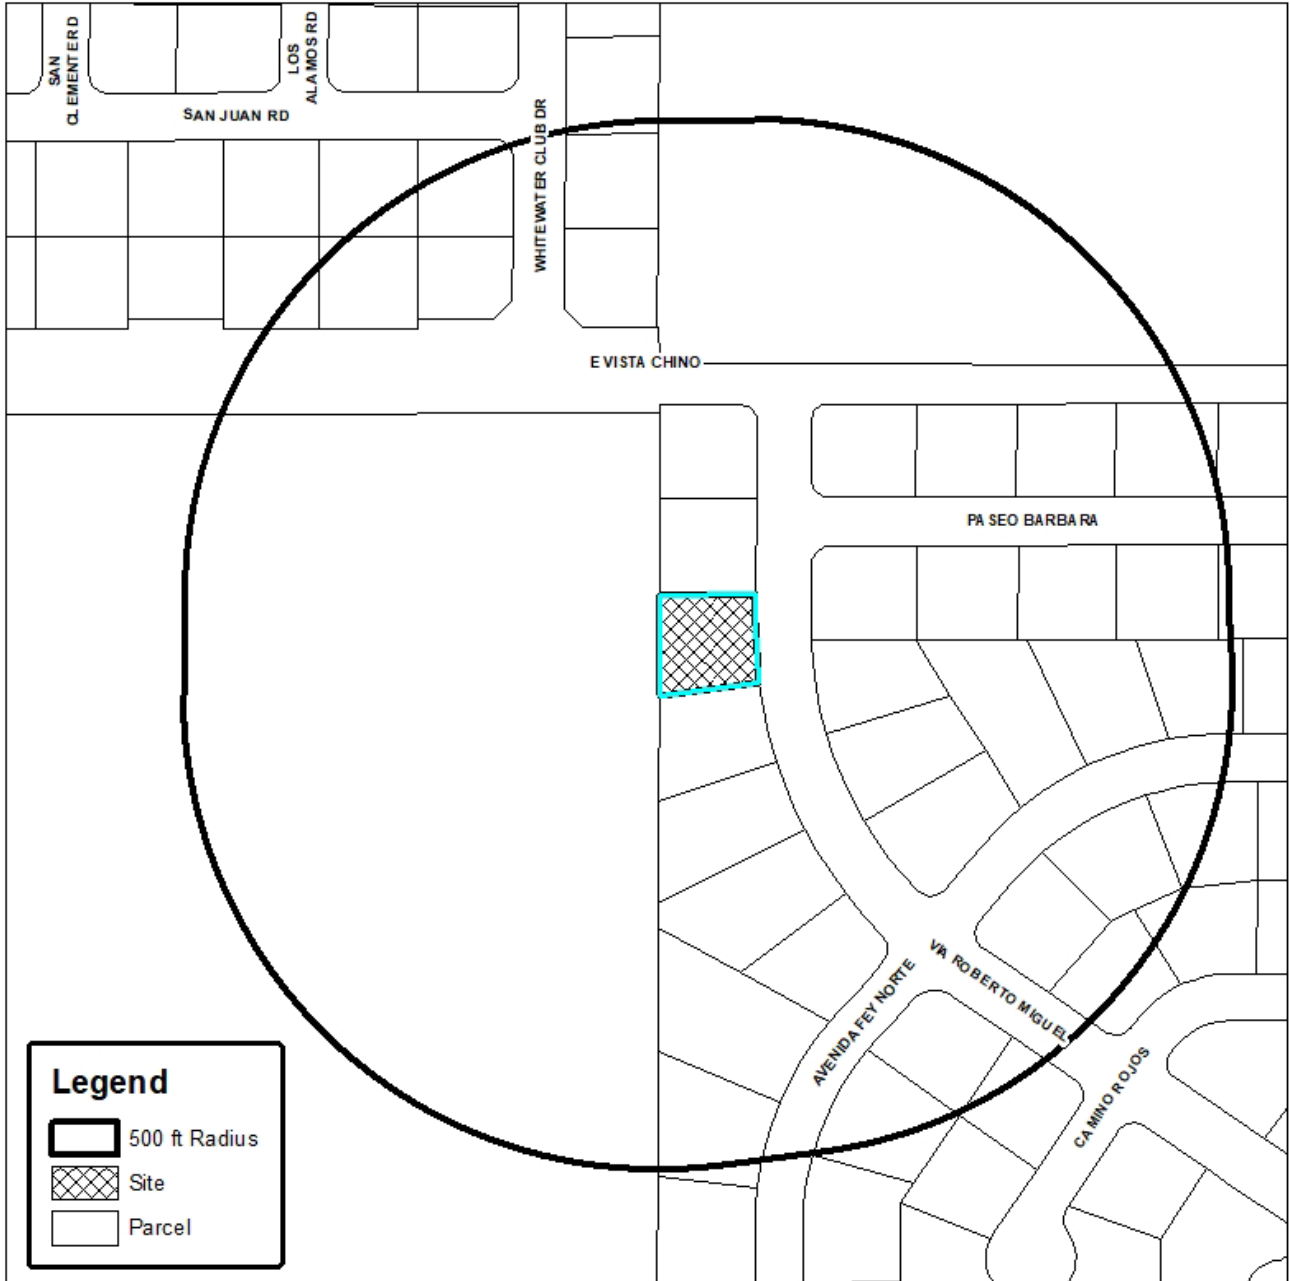 SAN
CLEMENTE RD
LOS
ALAMOS RD
SAN JUAN RD
WHITEWATER CLUB DR
E VISTA CHINO
PASEO BARBARA
VIA ROBERTO MIGUEL
AVENIDA FEY NORTE
CAMINO ROJOS
Legend
500 ft Radius
Site
Parcel